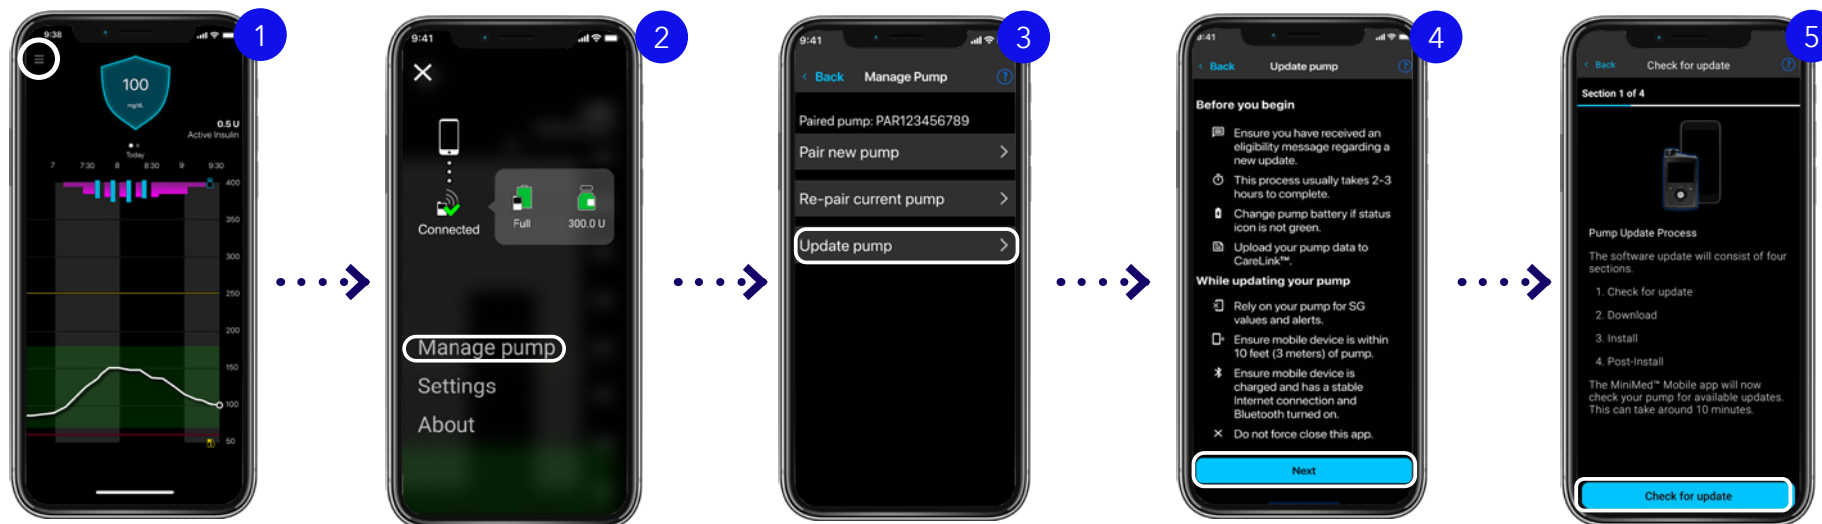 1
9:38
100
mg/dL
0.5 U
Active Insulin
Today
7 7:30 8 8:30 9 9:30
400
350
300
250
200
150
100
50
2
9:41
Connected
Full
300.0 U
Manage pump
Settings
About
3
9:41
< Back Manage Pump ?
Paired pump: PAR123456789
Pair new pump >
Re-pair current pump >
Update pump >
4
9:41
< Back Update pump ?
Before you begin
Ensure you have received an
eligibility message regarding a
new update.
This process usually takes 2-3
hours to complete.
Change pump battery if status
icon is not green.
Upload your pump data to
CareLink™.
While updating your pump
Rely on your pump for SG
values and alerts.
Ensure mobile device is within
10 feet (3 meters) of pump.
Ensure mobile device is
charged and has a stable
Internet connection and
Bluetooth turned on.
Do not force close this app.
Next
5
< Back Check for update ?
Section 1 of 4
Pump Update Process
The software update will consist of four
sections.
1. Check for update
2. Download
3. Install
4. Post-Install
The MiniMed™ Mobile app will now
check your pump for available updates.
This can take around 10 minutes.
Check for update